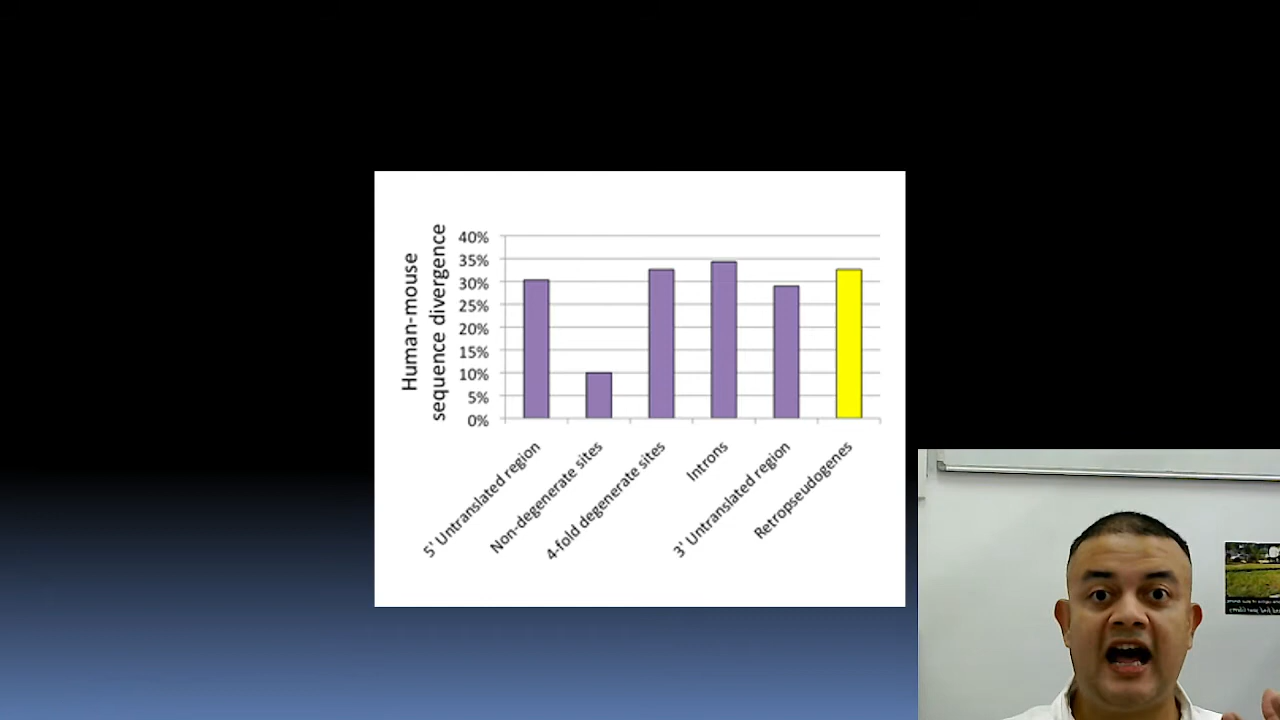 Human-mouse
sequence divergence
40%
35%
30%
25%
20%
15%
10%
5%
0%
5' Untranslated region
Non-degenerate sites
4-fold degenerate sites
Introns
3' Untranslated region
Retropseudogenes